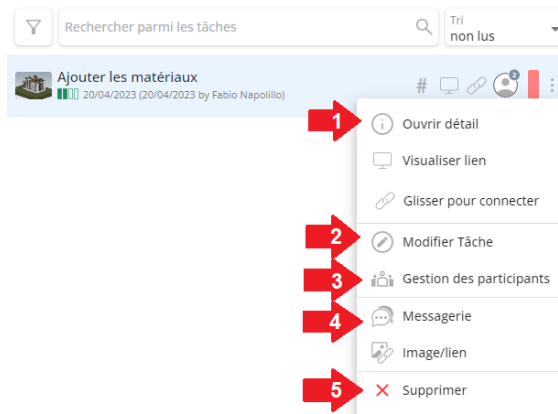 Rechercher parmi les tâches
Tri
non lus
Ajouter les matériaux
20/04/2023 (20/04/2023 by Fabio Napolillo)
#
2
1 Ouvrir détail
Visualiser lien
Glisser pour connecter
2 Modifier Tâche
3 Gestion des participants
4 Messagerie
Image/lien
5 Supprimer